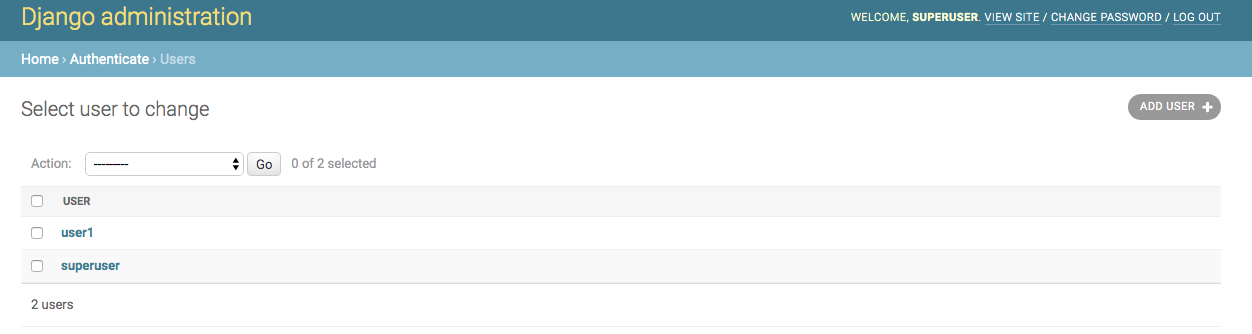 Django administration
WELCOME, SUPERUSER. VIEW SITE / CHANGE PASSWORD / LOG OUT
Home › Authenticate › Users
Select user to change
ADD USER +
Action: --------- Go 0 of 2 selected
USER
user1
superuser
2 users